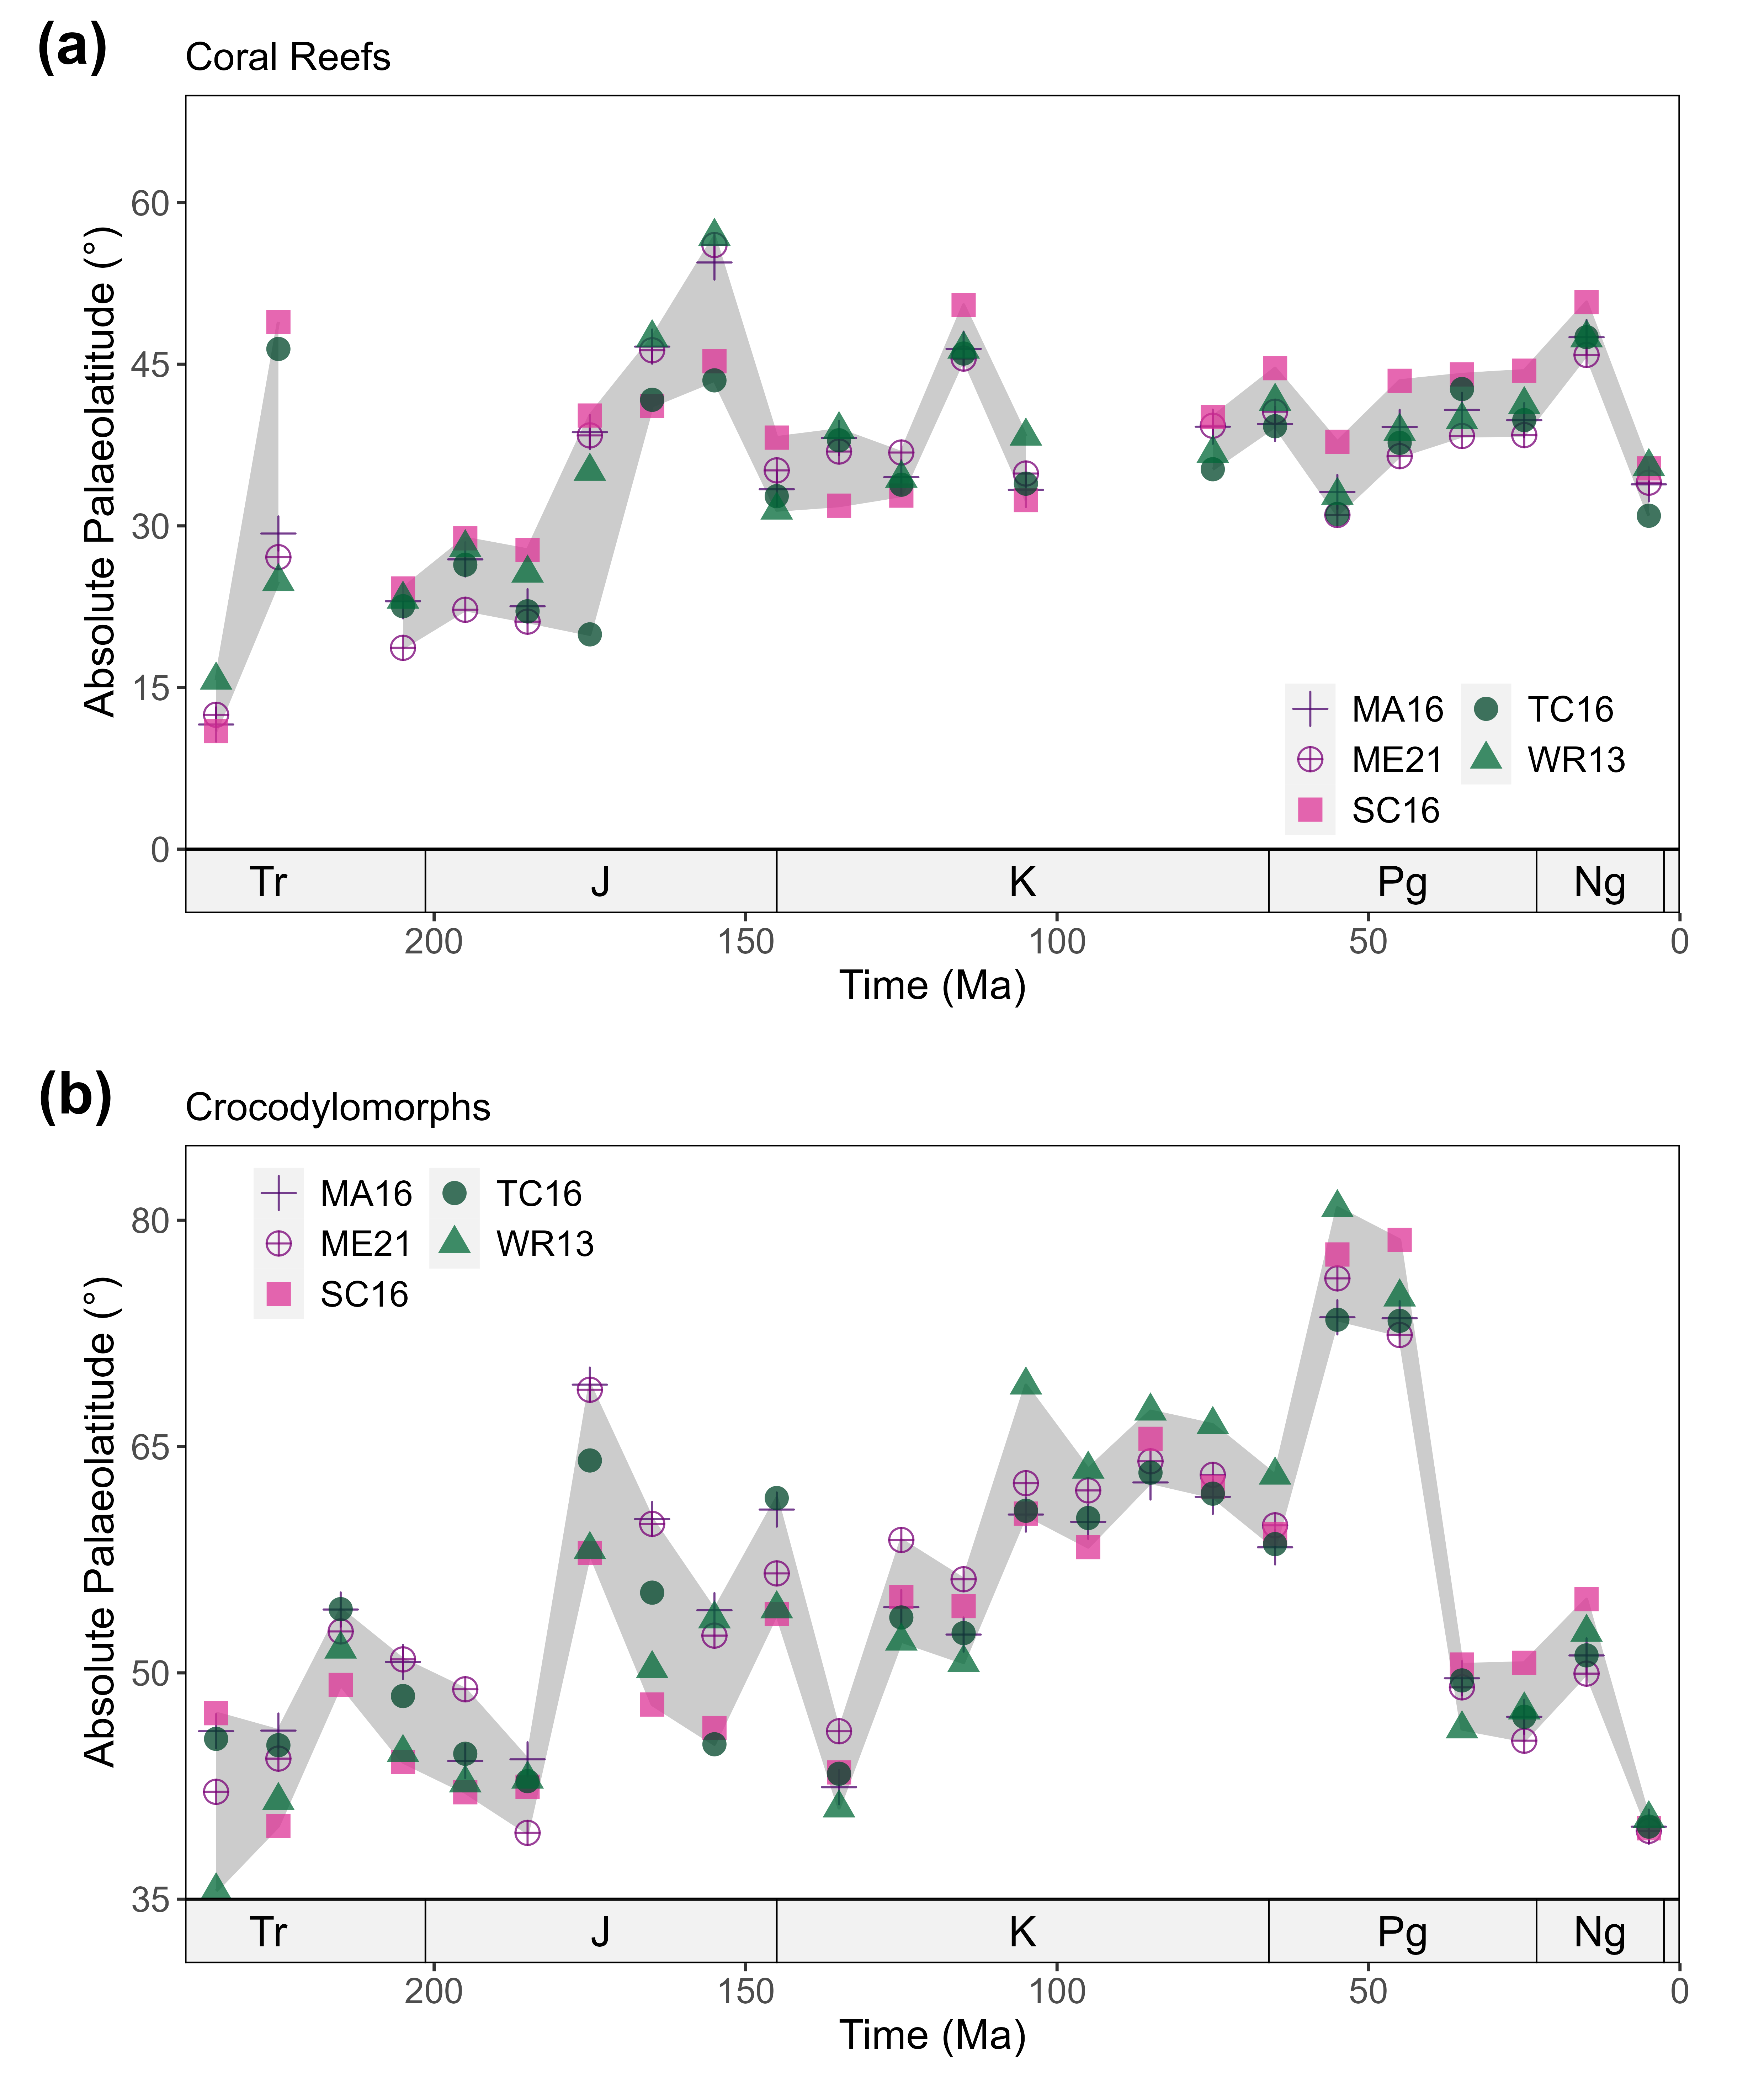 (a)
Coral Reefs
Absolute Palaeolatitude (°)
60
45
30
15
0
MA16 TC16
ME21 WR13
SC16
Tr J K Pg Ng
200 150 100 50 0
Time (Ma)
(b)
Crocodylomorphs
Absolute Palaeolatitude (°)
80
65
50
35
MA16 TC16
ME21 WR13
SC16
Tr J K Pg Ng
200 150 100 50 0
Time (Ma)